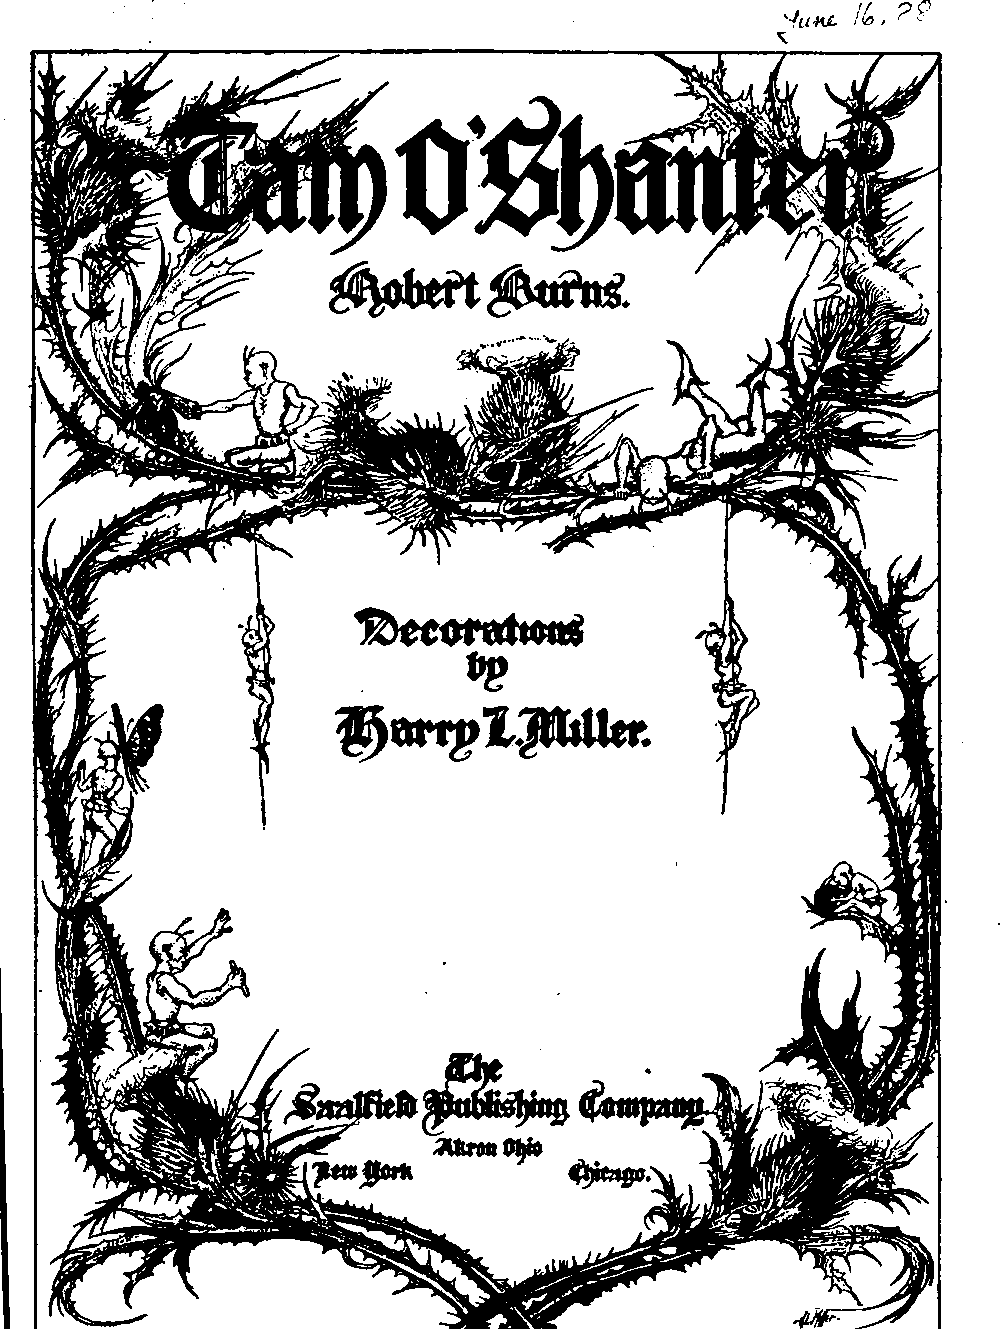 June 16, 28
Tam O'Shanter
Robert Burns.
Decorations
by
Harry L. Miller.
The
Saalfield Publishing Company
Akron Ohio
New York Chicago.